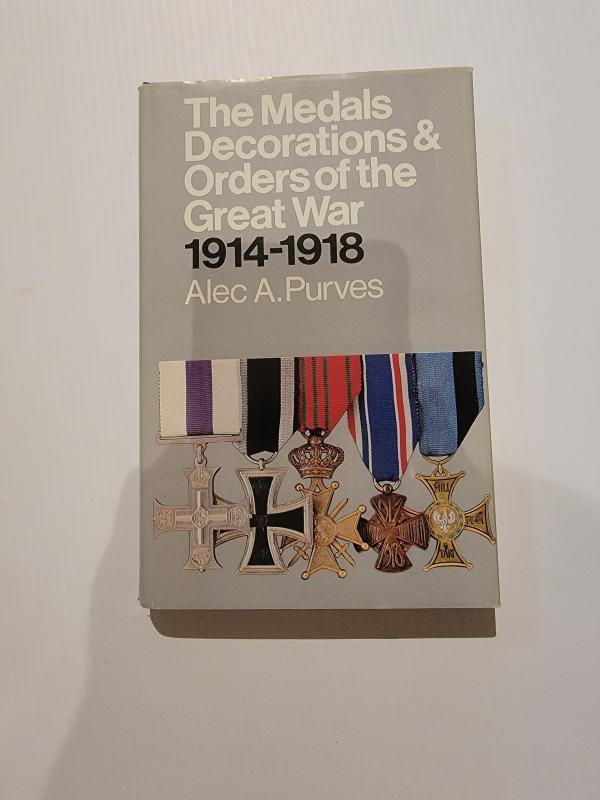 The Medals
Decorations &
Orders of the
Great War
1914-1918
Alec A. Purves